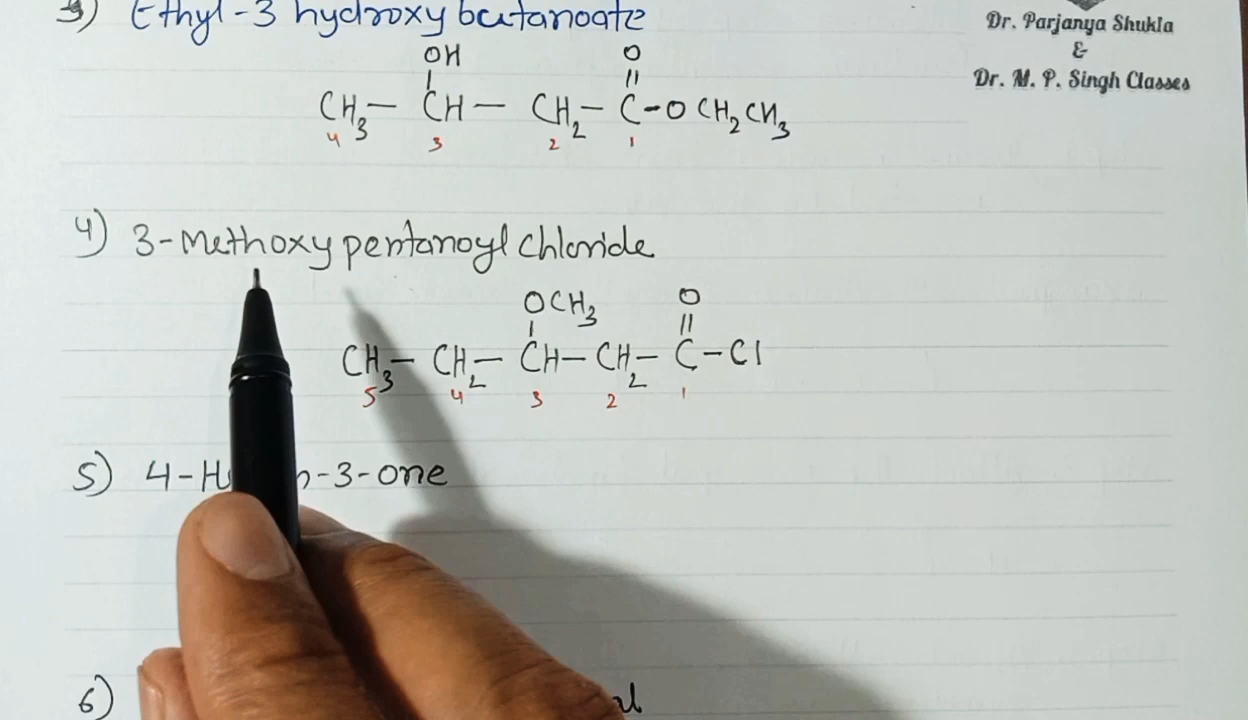 3) Ethyl-3 hydroxy butanoate
Dr. Parjanya Shukla
&
Dr. M. P. Singh Classes
OH O
CH3- CH - CH2- C-O CH2CH3
4 3 2 1
4) 3-Methoxy pentanoyl chloride
OCH3 O
CH3- CH2- CH-CH2-C-Cl
5 4 3 2 1
5) 4-H -3-one
6)